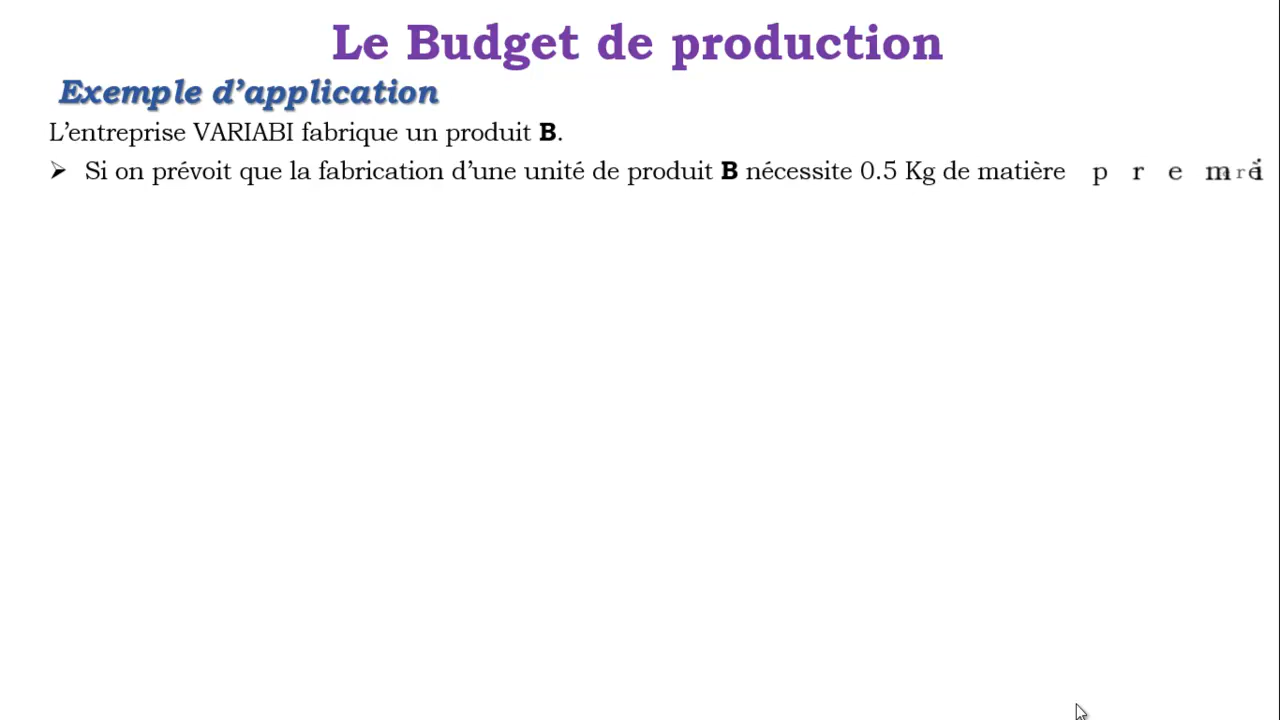 Le Budget de production
Exemple d'application
L'entreprise VARIABI fabrique un produit B.
➢ Si on prévoit que la fabrication d'une unité de produit B nécessite 0.5 Kg de matière